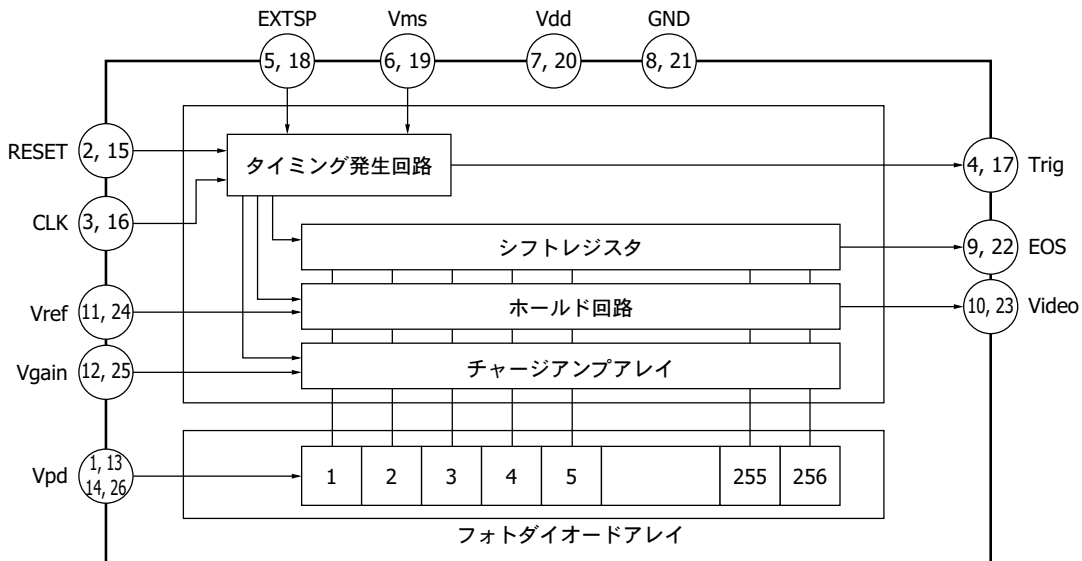 EXTSP
Vms
Vdd
GND
5, 18
6, 19
7, 20
8, 21
RESET
2, 15
タイミング発生回路
4, 17
Trig
CLK
3, 16
シフトレジスタ
9, 22
EOS
Vref
11, 24
ホールド回路
10, 23
Video
Vgain
12, 25
チャージアンプアレイ
Vpd
1, 13
14, 26
1
2
3
4
5
255
256
フォトダイオードアレイ